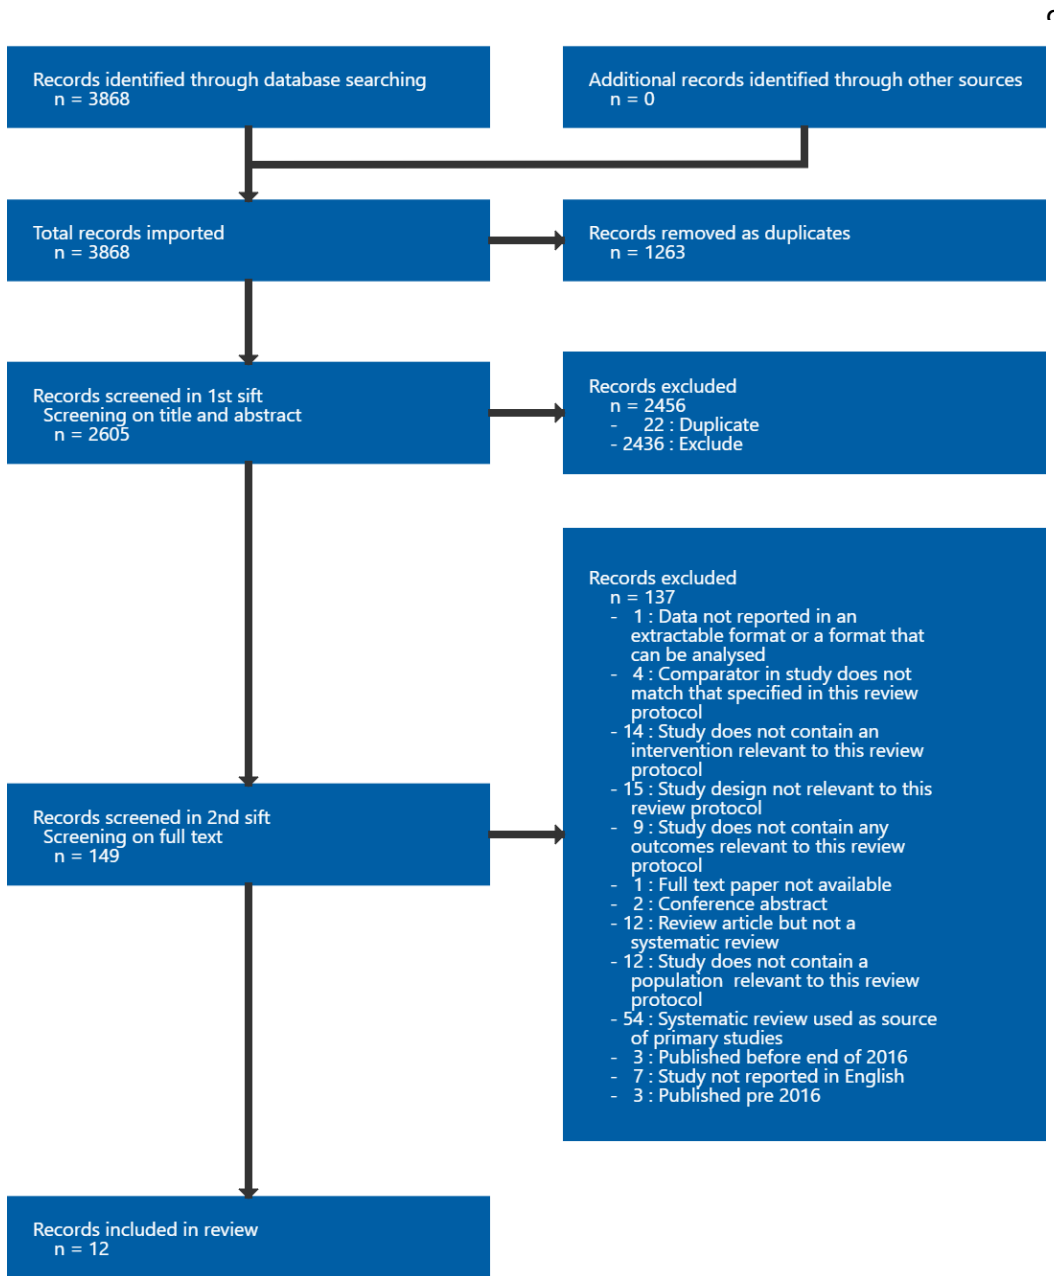 Records identified through database searching
n = 3868
Additional records identified through other sources
n = 0
Total records imported
n = 3868
Records removed as duplicates
n = 1263
Records screened in 1st sift
Screening on title and abstract
n = 2605
Records excluded
n = 2456
- 22 : Duplicate
- 2436 : Exclude
Records screened in 2nd sift
Screening on full text
n = 149
Records excluded
n = 137
- 1 : Data not reported in an
extractable format or a format that
can be analysed
- 4 : Comparator in study does not
match that specified in this review
protocol
- 14 : Study does not contain an
intervention relevant to this review
protocol
- 15 : Study design not relevant to this
review protocol
- 9 : Study does not contain any
outcomes relevant to this review
protocol
- 1 : Full text paper not available
- 2 : Conference abstract
- 12 : Review article but not a
systematic review
- 12 : Study does not contain a
population  relevant to this review
protocol
- 54 : Systematic review used as source
of primary studies
- 3 : Published before end of 2016
- 7 : Study not reported in English
- 3 : Published pre 2016
Records included in review
n = 12